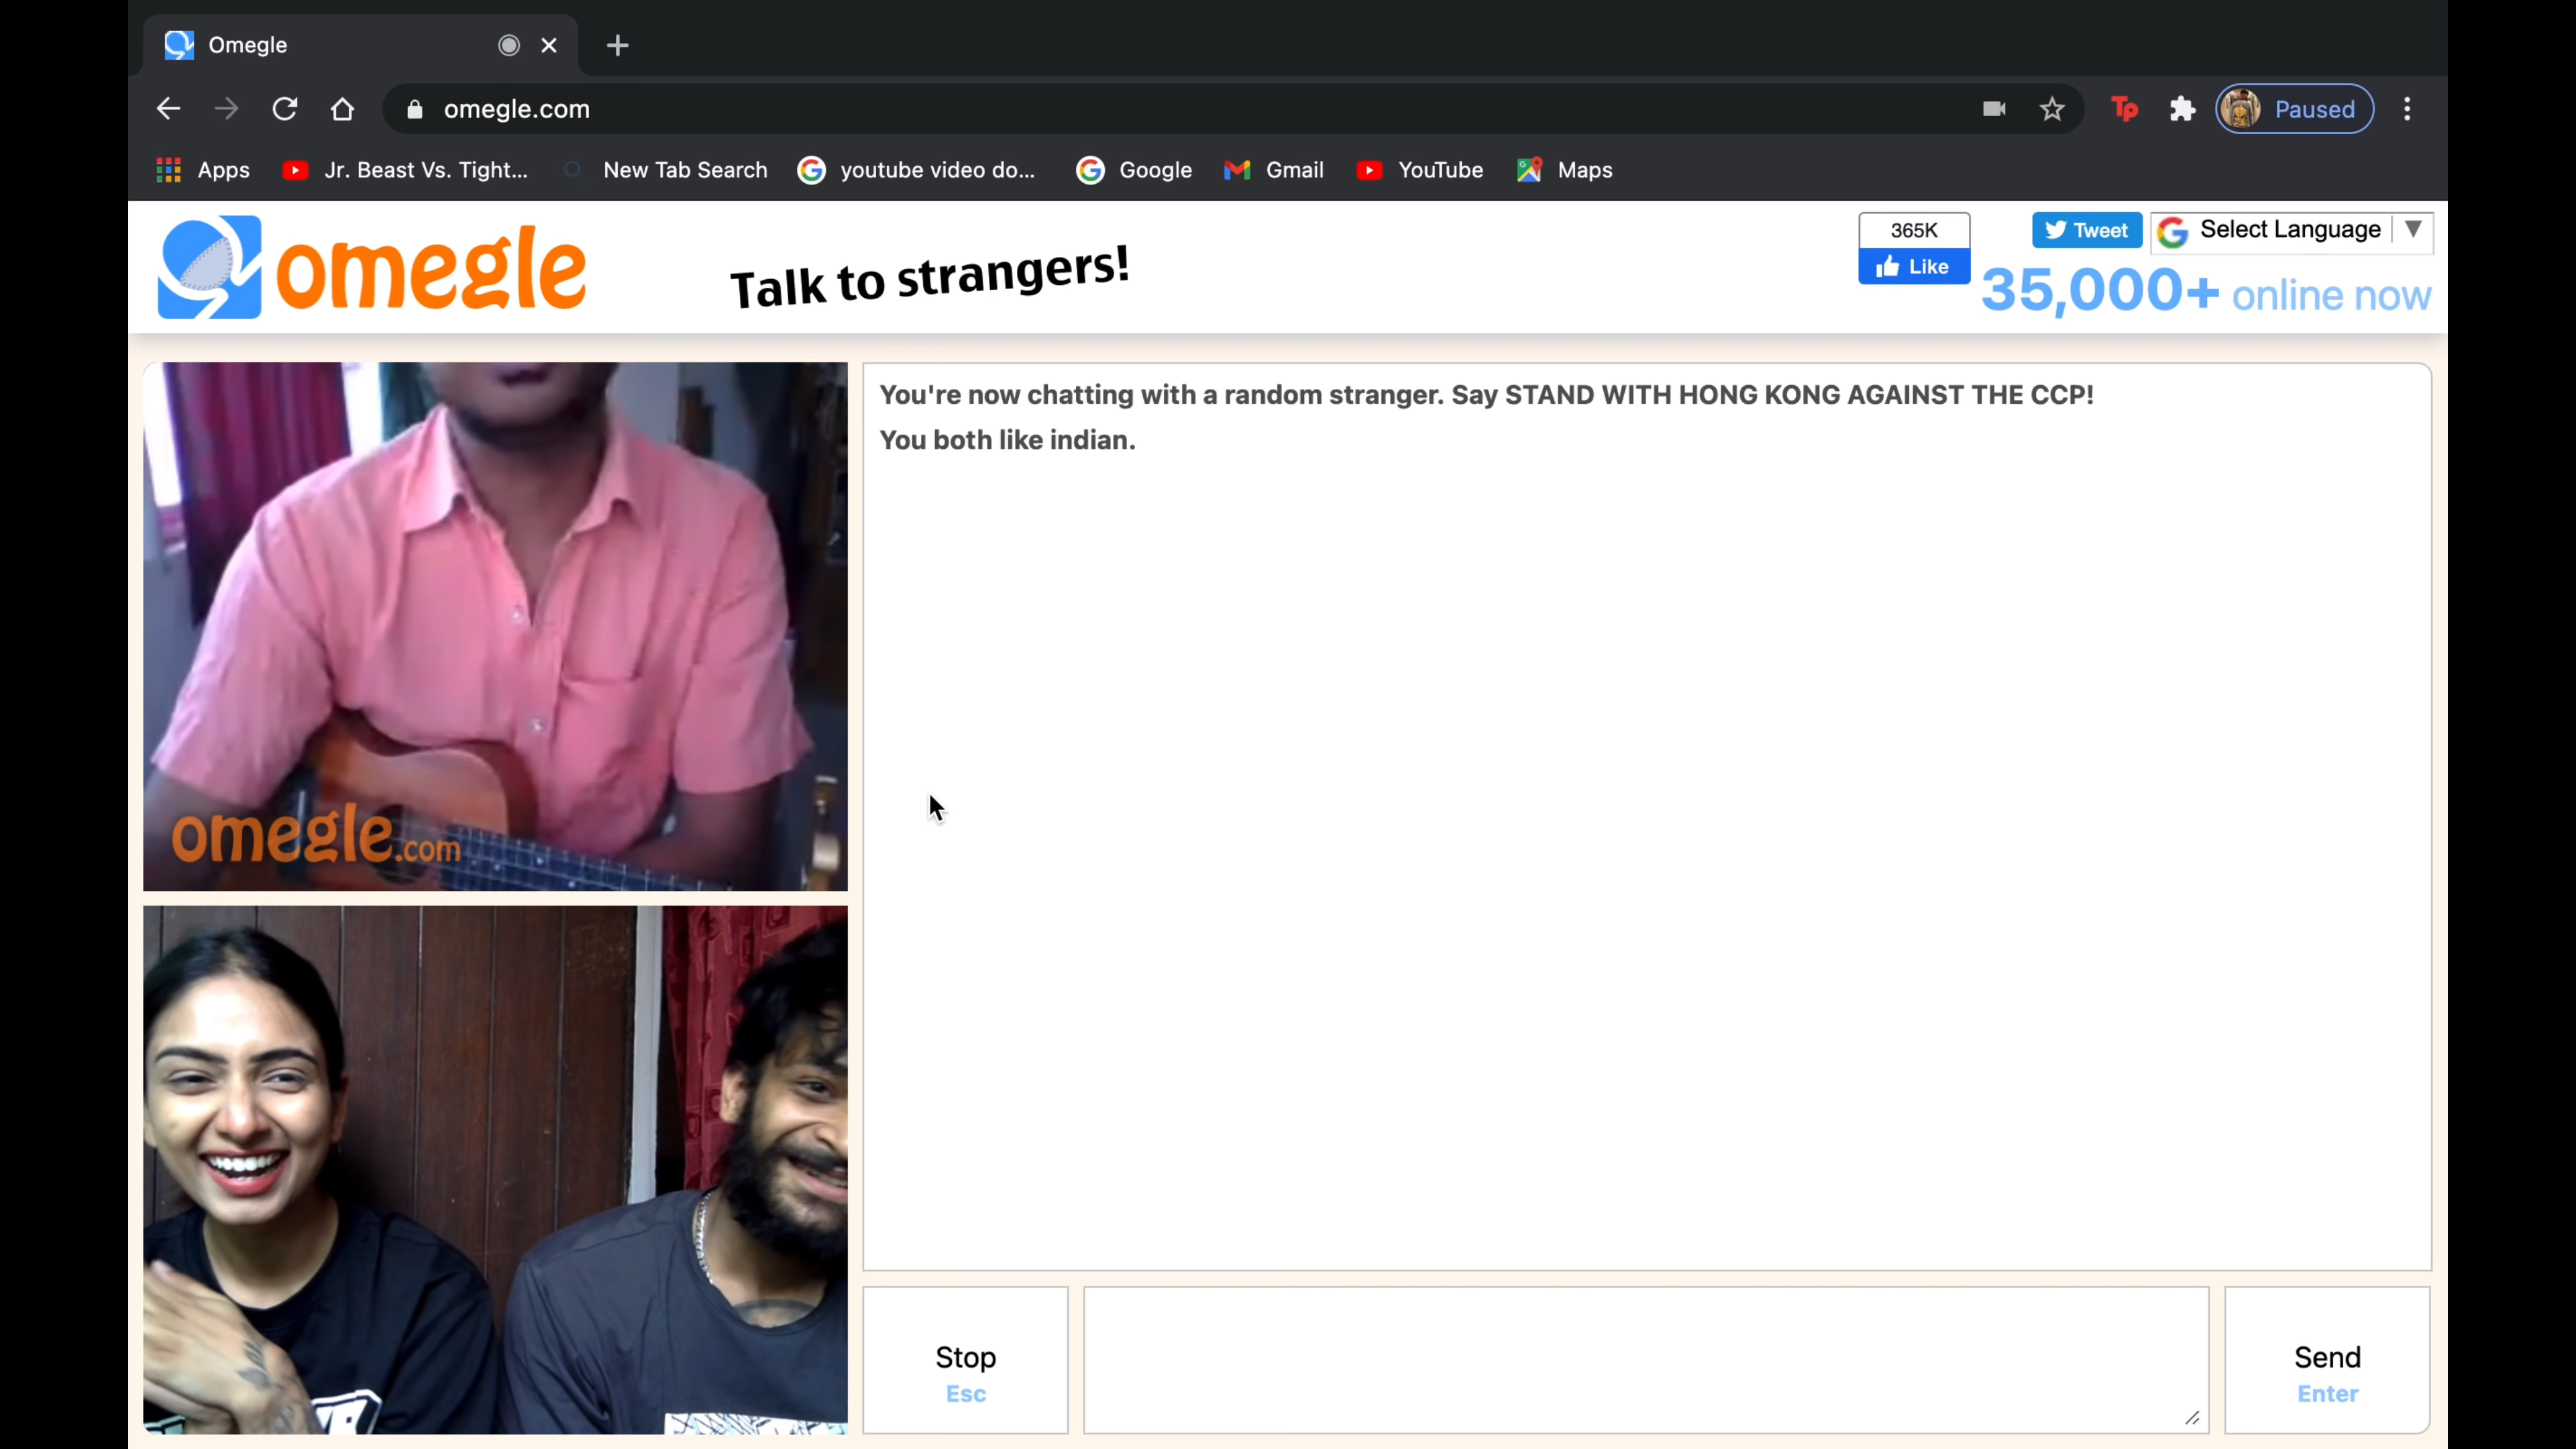 Omegle
omegle.com
Paused
Apps
Jr. Beast Vs. Tight...
New Tab Search
youtube video do...
Google
Gmail
YouTube
Maps
omegle
Talk to strangers!
365K
Like
Tweet
Select Language
35,000+ online now
omegle.com
You're now chatting with a random stranger. Say STAND WITH HONG KONG AGAINST THE CCP!
You both like indian.
Stop
Esc
Send
Enter